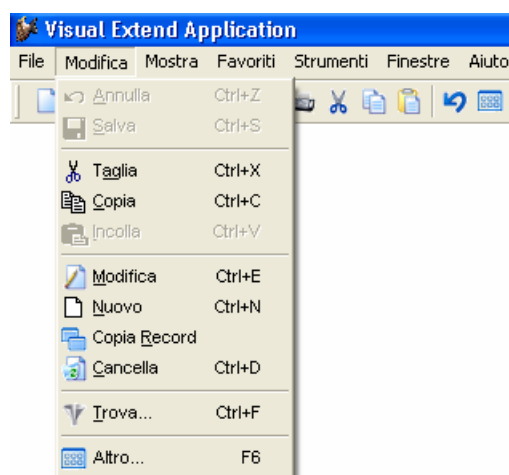 Visual Extend Application
File Modifica Mostra Favoriti Strumenti Finestre Aiuto
Annulla Ctrl+Z
Salva Ctrl+S
Taglia Ctrl+X
Copia Ctrl+C
Incolla Ctrl+V
Modifica Ctrl+E
Nuovo Ctrl+N
Copia Record
Cancella Ctrl+D
Trova... Ctrl+F
Altro... F6